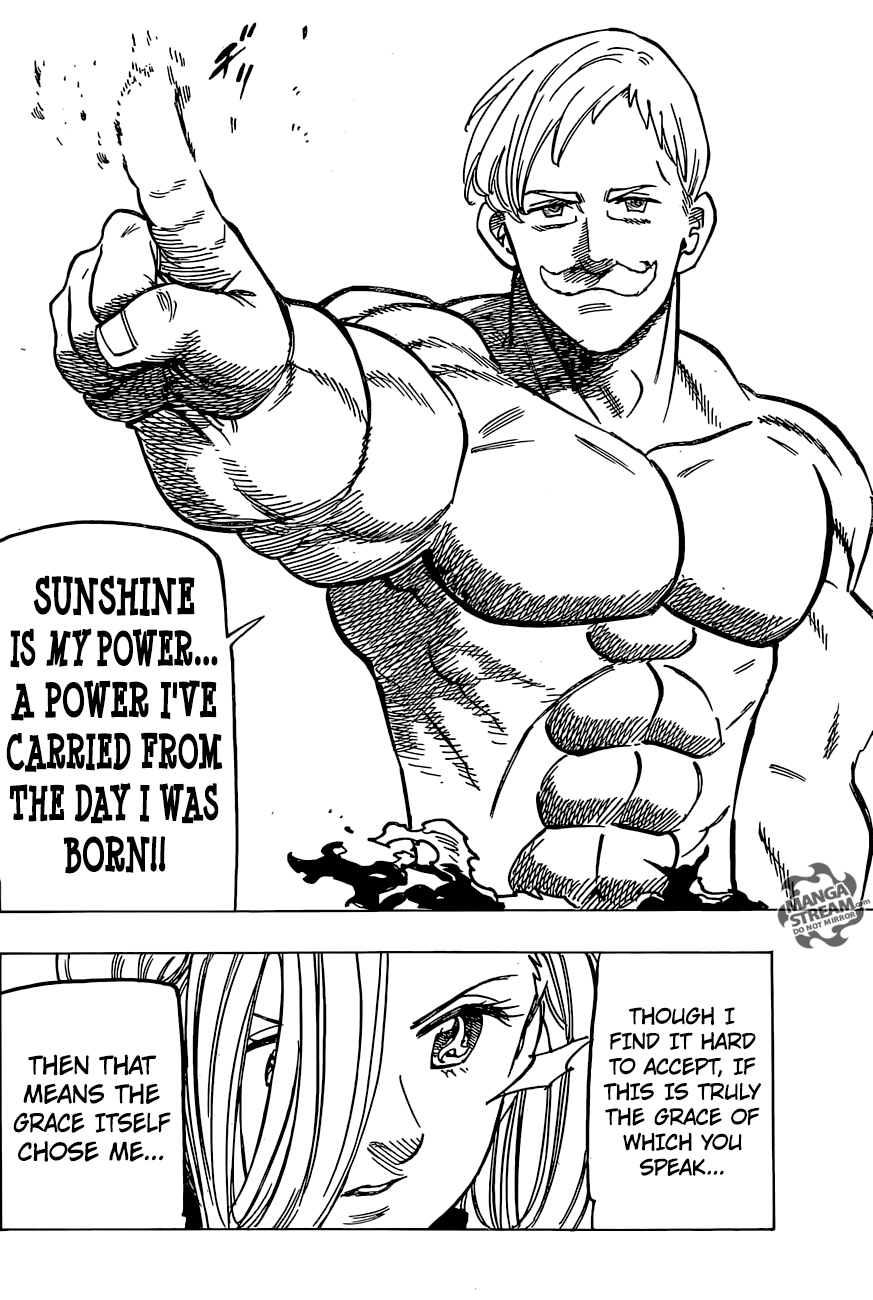 ギリ
SUNSHINE
IS MY POWER...
A POWER I'VE
CARRIED FROM
THE DAY I WAS
BORN!!
MANGA
STREAM.com
DO NOT MIRROR
THOUGH I
FIND IT HARD
TO ACCEPT, IF
THIS IS TRULY
THE GRACE OF
WHICH YOU
SPEAK...
THEN THAT
MEANS THE
GRACE ITSELF
CHOSE ME...